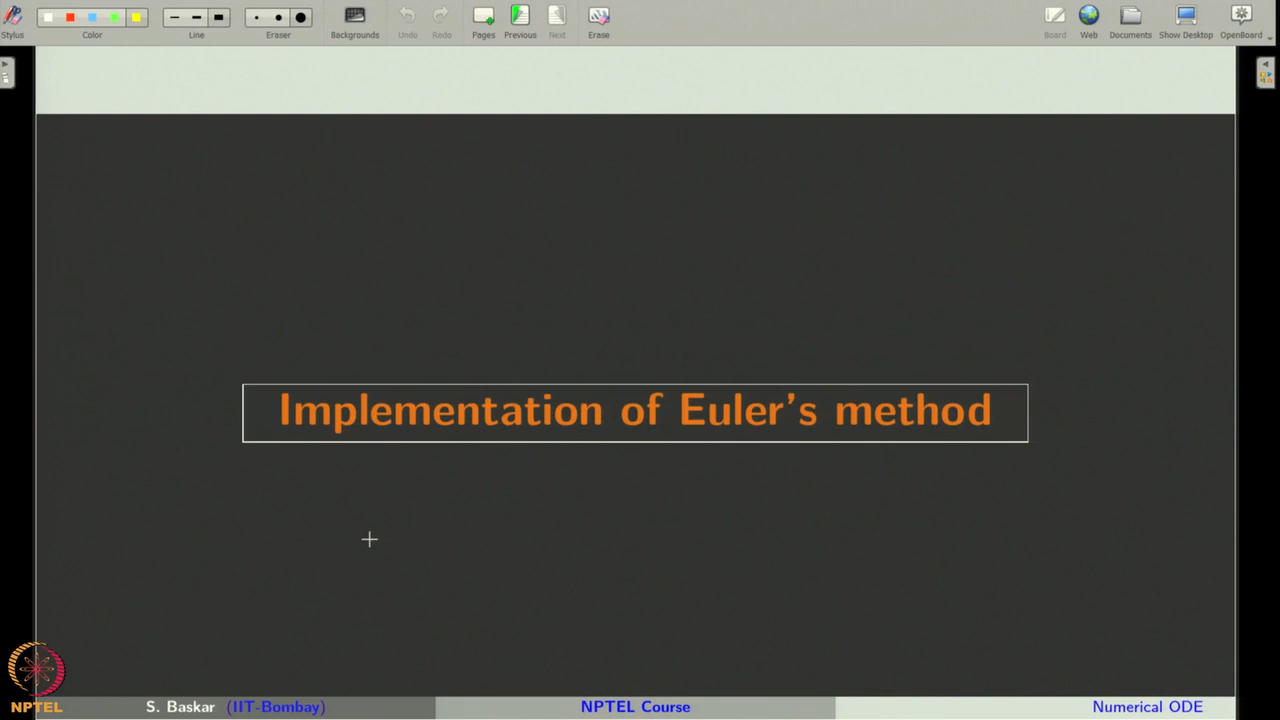 Stylus
Color
Line
Eraser
Backgrounds
Undo
Redo
Pages
Previous
Next
Erase
Board
Web
Documents
Show Desktop
OpenBoard
Implementation of Euler's method
NPTEL
S. Baskar (IIT-Bombay)
NPTEL Course
Numerical ODE